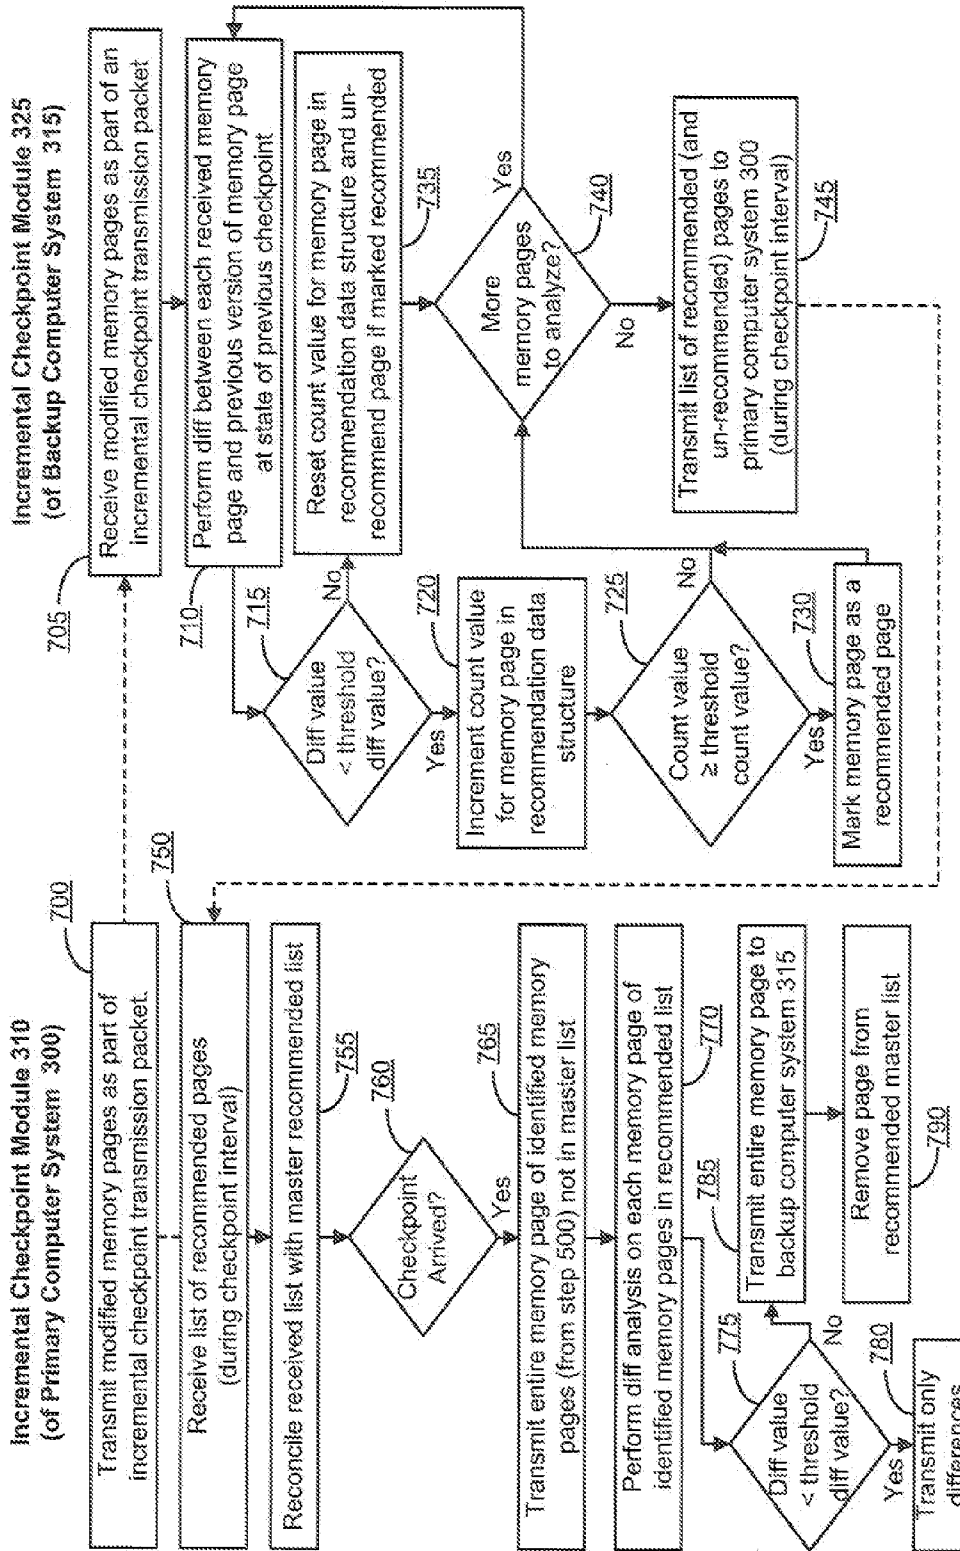 Incremental Checkpoint Module 310
(of Primary Computer System 300)
700
Transmit modified memory pages as part of
incremental checkpoint transmission packet.
750
Receive list of recommended pages
(during checkpoint interval)
Reconcile received list with master recommended list
755
760
Checkpoint
Arrived?
Yes
765
Transmit entire memory page of identified memory
pages (from step 500) not in master list
Perform diff analysis on each memory page of
identified memory pages in recommended list
770
775
Diff value
< threshold
diff value?
No
Yes
780
Transmit only
differences
785
Transmit entire memory page to
backup computer system 315
Remove page from
recommended master list
790
Incremental Checkpoint Module 325
(of Backup Computer System 315)
705
Receive modified memory pages as part of an
incremental checkpoint transmission packet
710
Perform diff between each received memory
page and previous version of memory page
at state of previous checkpoint
715
Diff value
< threshold
diff value?
No
Yes
Reset count value for memory page in
recommendation data structure and un-
recommend page if marked recommended
735
720
Increment count value
for memory page in
recommendation data
structure
725
Count value
≥ threshold
count value?
No
Yes
730
Mark memory page as a
recommended page
More
memory pages
to analyze?
Yes
740
No
Transmit list of recommended (and
un-recommended) pages to
primary computer system 300
(during checkpoint interval)
745